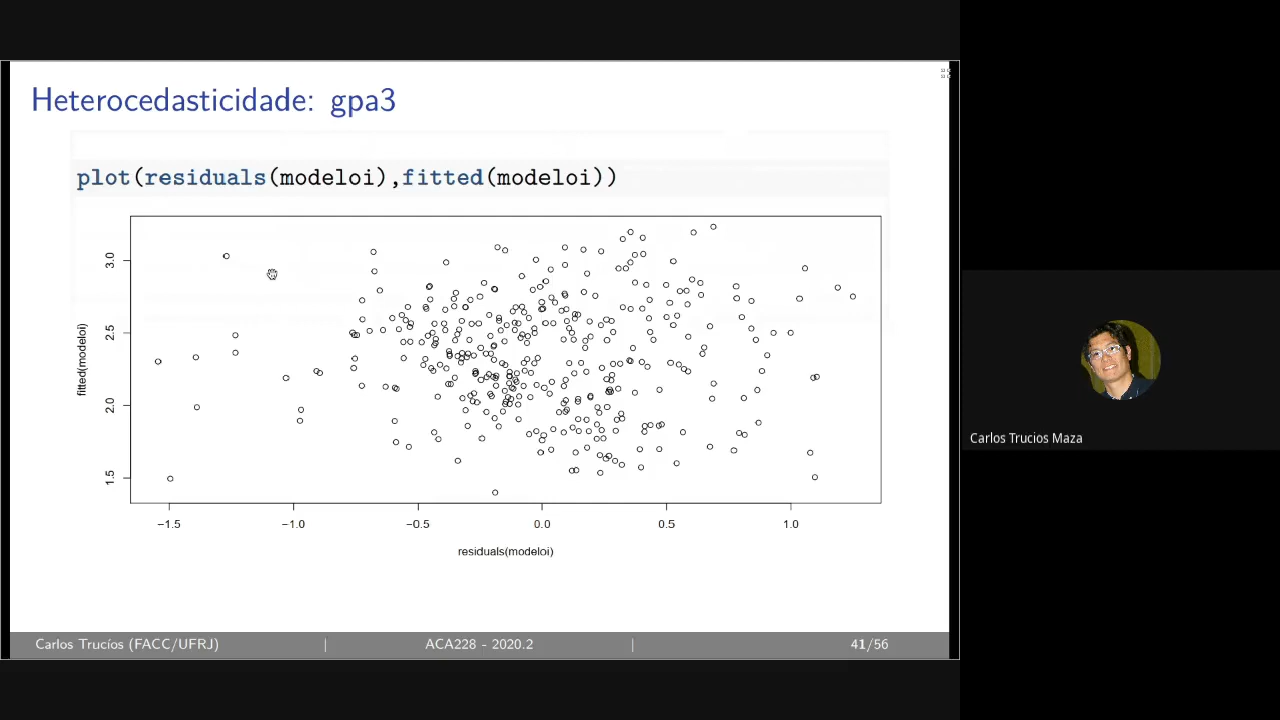 Heterocedasticidade: gpa3
plot(residuals(modeloi),fitted(modeloi))
fitted(modeloi)
3.0
2.5
2.0
1.5
−1.5 −1.0 −0.5 0.0 0.5 1.0
residuals(modeloi)
Carlos Trucíos (FACC/UFRJ) | ACA228 - 2020.2 | 41/56
Carlos Trucios Maza